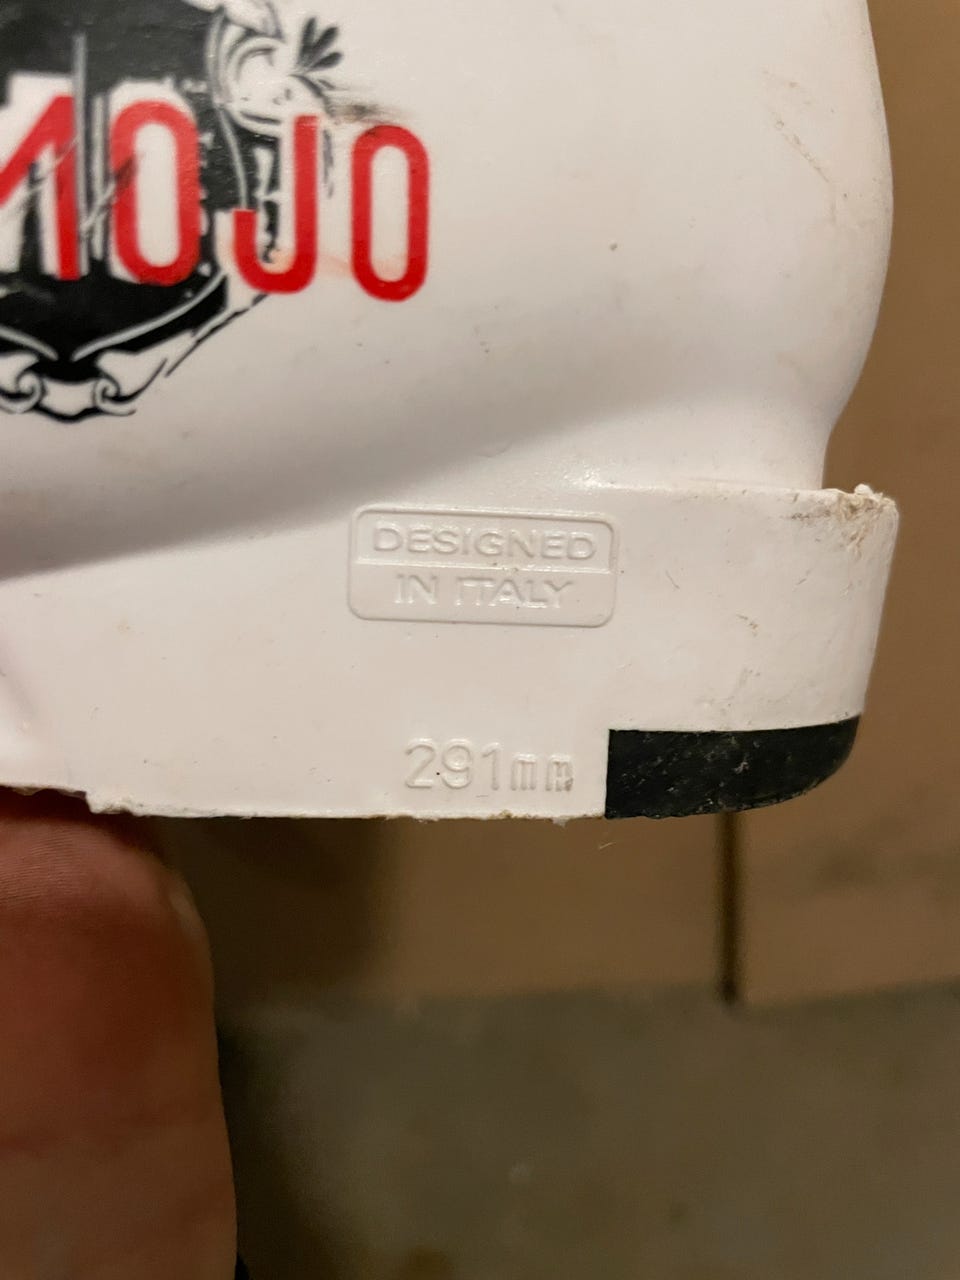 MOJO
DESIGNED
IN ITALY
291mm